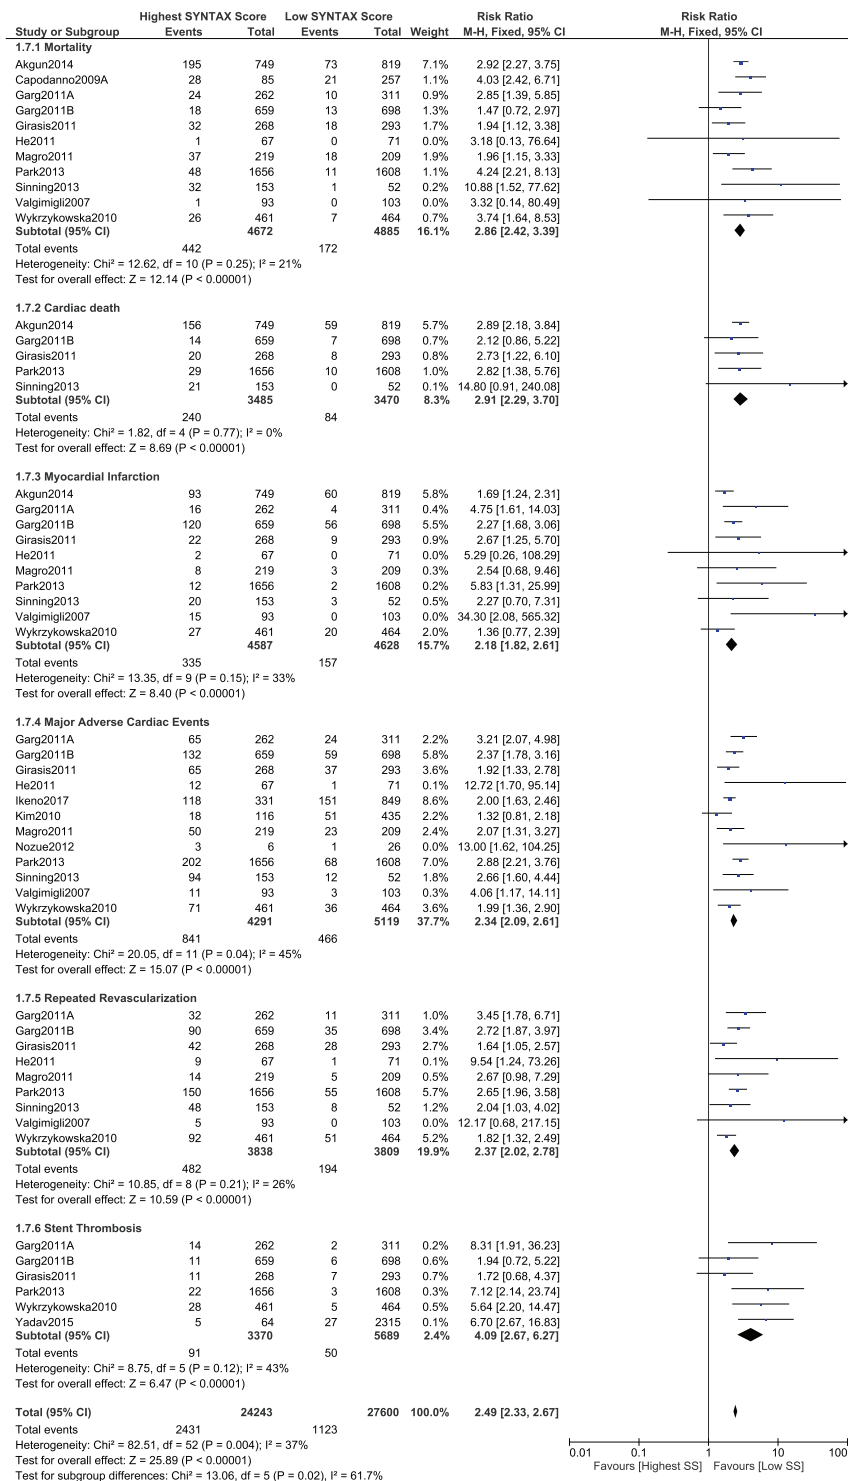 Highest SYNTAX Score Low SYNTAX Score Risk Ratio Risk Ratio
Study or Subgroup Events Total Events Total Weight M-H, Fixed, 95% CI M-H, Fixed, 95% CI
1.7.1 Mortality
Akgun2014 195 749 73 819 7.1% 2.92 [2.27, 3.75]
Capodanno2009A 28 85 21 257 1.1% 4.03 [2.42, 6.71]
Garg2011A 24 262 10 311 0.9% 2.85 [1.39, 5.85]
Garg2011B 18 659 13 698 1.1% 1.47 [0.72, 2.97]
Girasis2011 32 268 18 293 1.7% 1.94 [1.12, 3.38]
He2011 1 67 0 71 0.0% 3.18 [0.13, 76.64]
Magro2011 37 219 18 209 1.9% 1.96 [1.15, 3.33]
Park2013 48 1656 11 1608 1.1% 4.24 [2.21, 8.13]
Sinning2013 32 153 1 52 0.2% 10.88 [1.52, 77.62]
Valgimigli2007 1 93 0 103 0.0% 3.32 [0.14, 80.49]
Wykrzykowska2010 26 461 7 464 0.7% 3.74 [1.64, 8.53]
Subtotal (95% CI) 4672 4885 16.1% 2.86 [2.42, 3.39]
Total events 442 172
Heterogeneity: Chi² = 12.62, df = 10 (P = 0.25); I² = 21%
Test for overall effect: Z = 12.14 (P < 0.00001)
1.7.2 Cardiac death
Akgun2014 156 749 59 819 5.7% 2.89 [2.18, 3.84]
Garg2011B 14 659 7 698 0.7% 2.12 [0.86, 5.22]
Girasis2011 20 268 8 293 0.8% 2.73 [1.22, 6.10]
Park2013 29 1656 10 1608 1.0% 2.82 [1.38, 5.76]
Sinning2013 21 153 0 52 0.1% 14.80 [0.91, 240.08]
Subtotal (95% CI) 3485 3470 8.3% 2.91 [2.29, 3.70]
Total events 240 84
Heterogeneity: Chi² = 1.82, df = 4 (P = 0.77); I² = 0%
Test for overall effect: Z = 8.69 (P < 0.00001)
1.7.3 Myocardial Infarction
Akgun2014 93 749 60 819 5.8% 1.69 [1.24, 2.31]
Garg2011A 16 262 4 311 0.4% 4.75 [1.61, 14.03]
Garg2011B 120 659 56 698 5.5% 2.27 [1.68, 3.06]
Girasis2011 22 268 9 293 0.9% 2.67 [1.25, 5.70]
He2011 2 67 0 71 0.0% 5.29 [0.26, 108.29]
Magro2011 8 219 3 209 0.3% 2.54 [0.68, 9.46]
Park2013 12 1656 2 1608 0.2% 5.83 [1.31, 25.99]
Sinning2013 20 153 3 52 0.4% 2.27 [0.70, 7.31]
Valgimigli2007 15 93 0 103 0.0% 34.30 [2.08, 565.32]
Wykrzykowska2010 27 461 20 464 2.0% 1.36 [0.77, 2.39]
Subtotal (95% CI) 4587 4628 15.7% 2.18 [1.82, 2.61]
Total events 335 157
Heterogeneity: Chi² = 13.35, df = 9 (P = 0.15); I² = 33%
Test for overall effect: Z = 8.40 (P < 0.00001)
1.7.4 Major Adverse Cardiac Events
Garg2011A 65 262 24 311 2.2% 3.21 [2.07, 4.98]
Garg2011B 132 659 59 698 5.8% 2.37 [1.78, 3.16]
Girasis2011 65 268 37 293 3.6% 1.92 [1.33, 2.78]
He2011 12 67 1 71 0.1% 12.72 [1.70, 95.14]
Ikeno2017 118 331 151 849 8.6% 2.00 [1.63, 2.46]
Kim2010 18 116 51 435 2.2% 1.32 [0.81, 2.18]
Magro2011 50 219 23 209 2.4% 2.07 [1.31, 3.27]
Nozue2012 3 6 1 26 0.0% 13.00 [1.62, 104.25]
Park2013 202 1656 68 1608 7.0% 2.88 [2.21, 3.76]
Sinning2013 94 153 12 52 1.8% 2.66 [1.60, 4.44]
Valgimigli2007 11 93 3 103 0.3% 4.06 [1.17, 14.11]
Wykrzykowska2010 71 461 36 464 3.6% 1.99 [1.36, 2.90]
Subtotal (95% CI) 4291 5119 37.7% 2.34 [2.09, 2.61]
Total events 841 466
Heterogeneity: Chi² = 20.05, df = 11 (P = 0.04); I² = 45%
Test for overall effect: Z = 15.07 (P < 0.00001)
1.7.5 Repeated Revascularization
Garg2011A 32 262 11 311 1.0% 3.45 [1.78, 6.71]
Garg2011B 90 659 35 698 3.4% 2.72 [1.87, 3.97]
Girasis2011 42 268 28 293 2.7% 1.64 [1.05, 2.57]
He2011 9 67 1 71 0.1% 9.54 [1.24, 73.26]
Magro2011 14 219 5 209 0.5% 2.67 [0.98, 7.29]
Park2013 150 1656 55 1608 5.7% 2.65 [1.96, 3.58]
Sinning2013 48 153 8 52 1.2% 2.04 [1.03, 4.02]
Valgimigli2007 5 93 0 103 0.0% 12.17 [0.68, 217.15]
Wykrzykowska2010 92 461 51 464 5.2% 1.82 [1.32, 2.49]
Subtotal (95% CI) 3838 3809 19.9% 2.37 [2.02, 2.78]
Total events 482 194
Heterogeneity: Chi² = 10.85, df = 8 (P = 0.21); I² = 26%
Test for overall effect: Z = 10.59 (P < 0.00001)
1.7.6 Stent Thrombosis
Garg2011A 14 262 2 311 0.2% 8.31 [1.91, 36.23]
Garg2011B 11 659 6 698 0.6% 1.94 [0.72, 5.22]
Girasis2011 11 268 7 293 0.7% 1.72 [0.68, 4.37]
Park2013 22 1656 3 1608 0.3% 7.12 [2.14, 23.74]
Wykrzykowska2010 28 461 5 464 0.5% 5.64 [2.20, 14.47]
Yadav2015 5 64 27 2315 0.1% 6.70 [2.67, 16.83]
Subtotal (95% CI) 3370 5689 2.4% 4.09 [2.67, 6.27]
Total events 91 50
Heterogeneity: Chi² = 8.75, df = 5 (P = 0.12); I² = 43%
Test for overall effect: Z = 6.47 (P < 0.00001)
Total (95% CI) 24243 27600 100.0% 2.49 [2.33, 2.67]
Total events 2431 1123
Heterogeneity: Chi² = 82.51, df = 52 (P = 0.004); I² = 37%
Test for overall effect: Z = 25.89 (P < 0.00001)
Test for subgroup differences: Chi² = 13.06, df = 5 (P = 0.02), I² = 61.7%
0.01 0.1 1 10 100
Favours [Highest SS] Favours [Low SS]